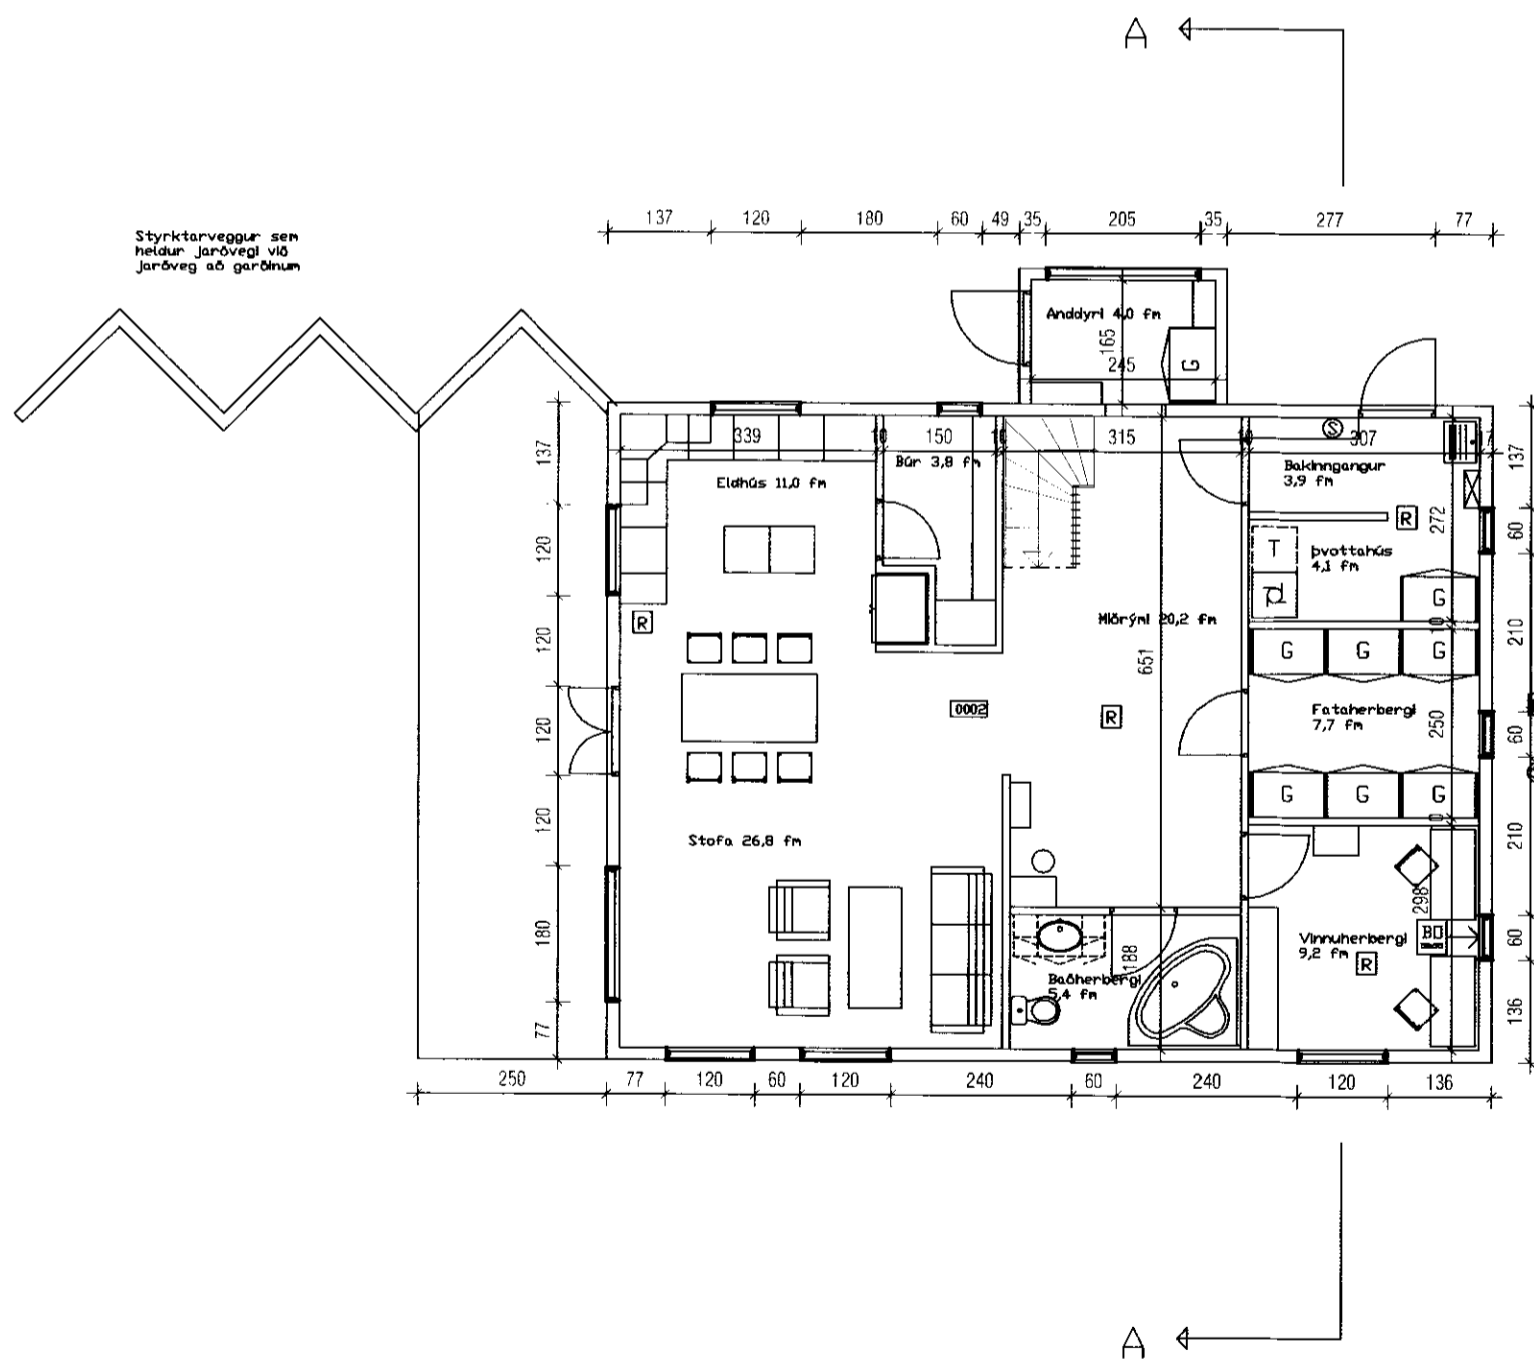 A
137 120 180 60 49 35 205 35 277 77
Styrktarveggur sem
heldur jarðvegi við
jarðveg að garðinum
Anddyri 4,0 fm
165
245
G
339 10 150 10 315 10 307 17
S
137
120
120
120
120
180
77
Eldhús 11,0 fm
Búr 3,8 fm
Bakinngangur
3,9 fm
R
272
T
Þvottahús
4,1 fm
G
R
Miðrými 20,2 fm
651
10
G G G
0002
R
Fataherbergi
7,7 fm
250
G G G
10
Stofa 26,8 fm
298
Vinnuherbergi
9,2 fm
R
BO
188
Baðherbergi
5,4 fm
137
60
210
60
210
60
136
250 77 120 60 120 240 60 240 120 136
A